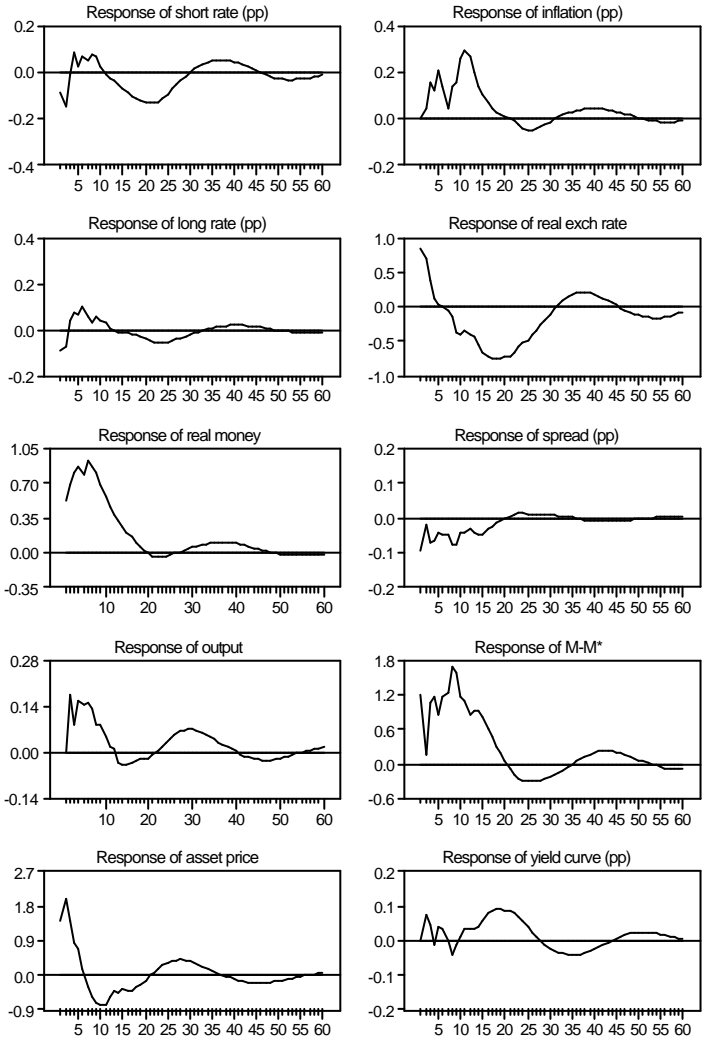 Response of short rate (pp)
0.2
0.0
-0.2
-0.4
5 10 15 20 25 30 35 40 45 50 55 60
Response of inflation (pp)
0.4
0.2
0.0
-0.2
5 10 15 20 25 30 35 40 45 50 55 60
Response of long rate (pp)
0.4
0.2
0.0
-0.2
5 10 15 20 25 30 35 40 45 50 55 60
Response of real exch rate
1.0
0.5
0.0
-0.5
-1.0
5 10 15 20 25 30 35 40 45 50 55 60
Response of real money
1.05
0.70
0.35
0.00
-0.35
10 20 30 40 50 60
Response of spread (pp)
0.2
0.1
0.0
-0.1
-0.2
5 10 15 20 25 30 35 40 45 50 55 60
Response of output
0.28
0.14
0.00
-0.14
10 20 30 40 50 60
Response of M-M*
1.8
1.2
0.6
0.0
-0.6
5 10 15 20 25 30 35 40 45 50 55 60
Response of asset price
2.7
1.8
0.9
0.0
-0.9
5 10 15 20 25 30 35 40 45 50 55 60
Response of yield curve (pp)
0.2
0.1
0.0
-0.1
-0.2
5 10 15 20 25 30 35 40 45 50 55 60